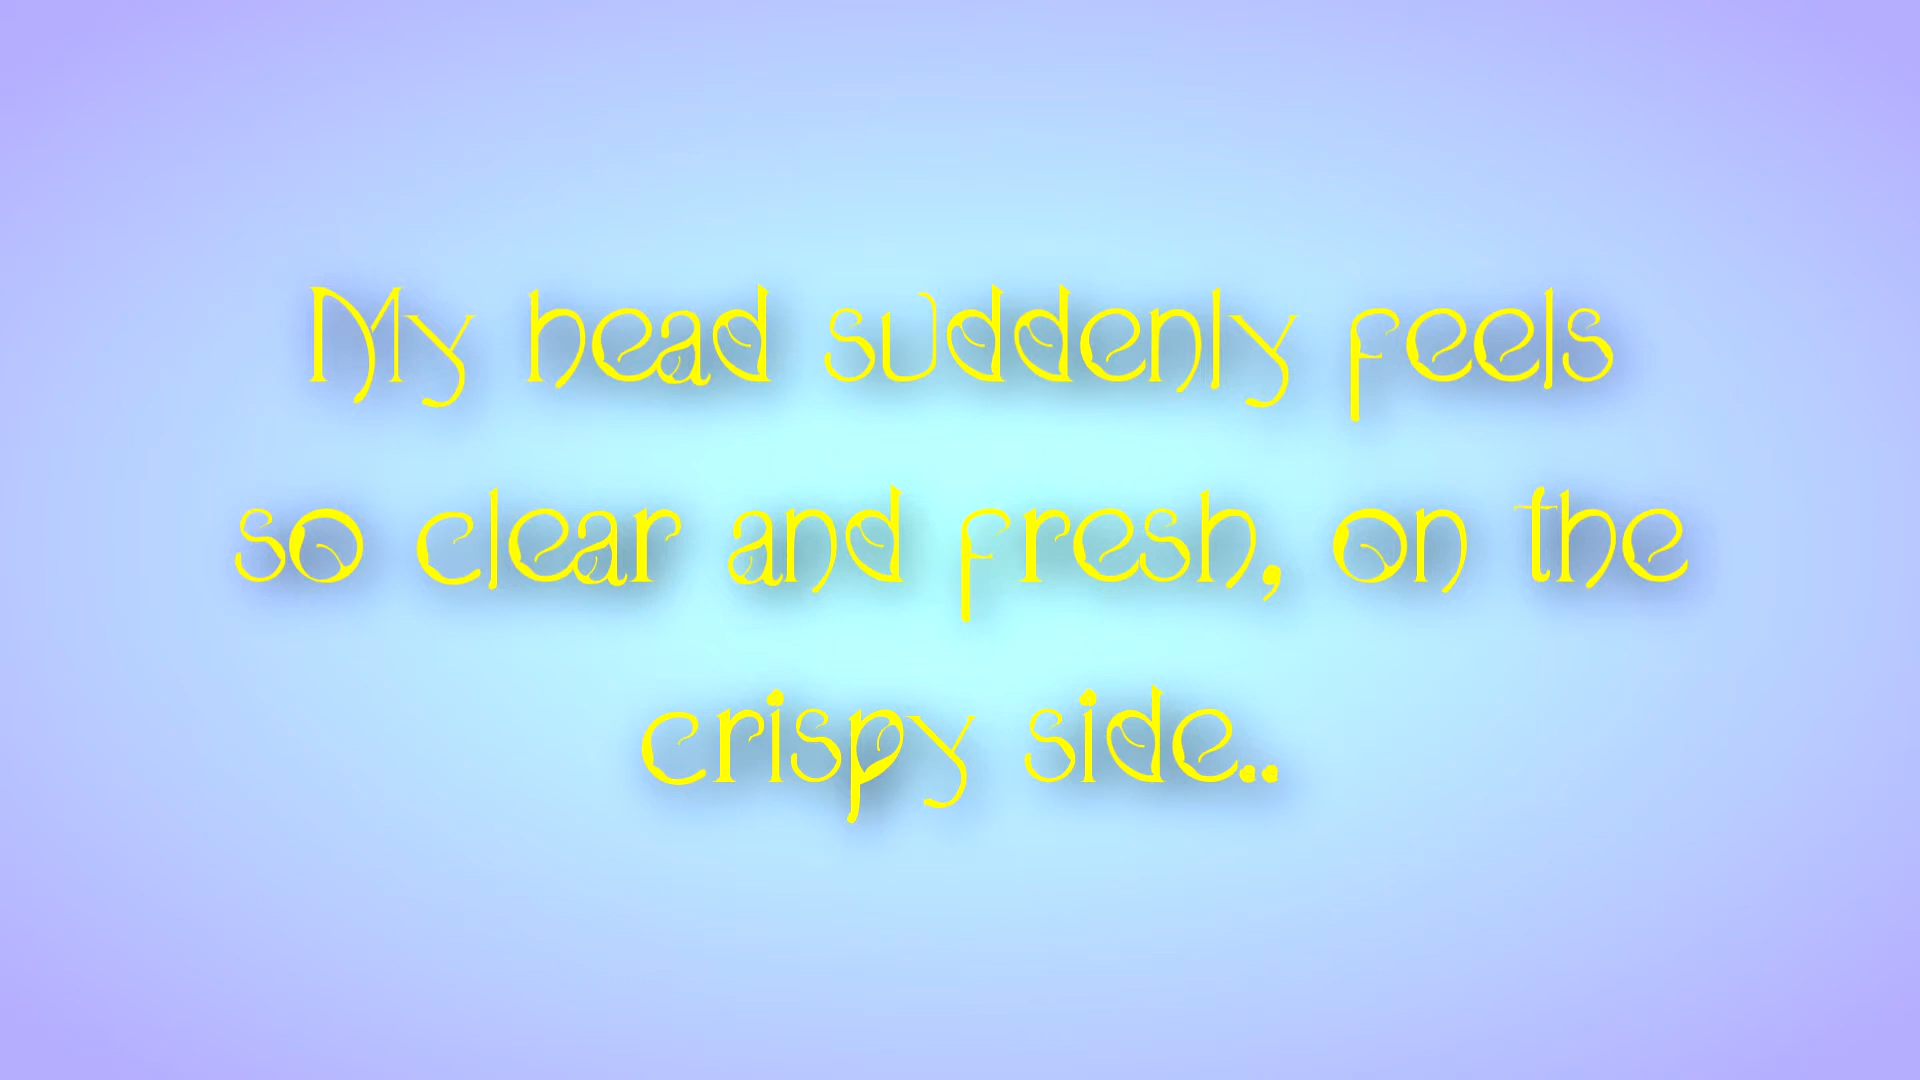 My head suddenly feels
so clear and fresh, on the
crispy side..